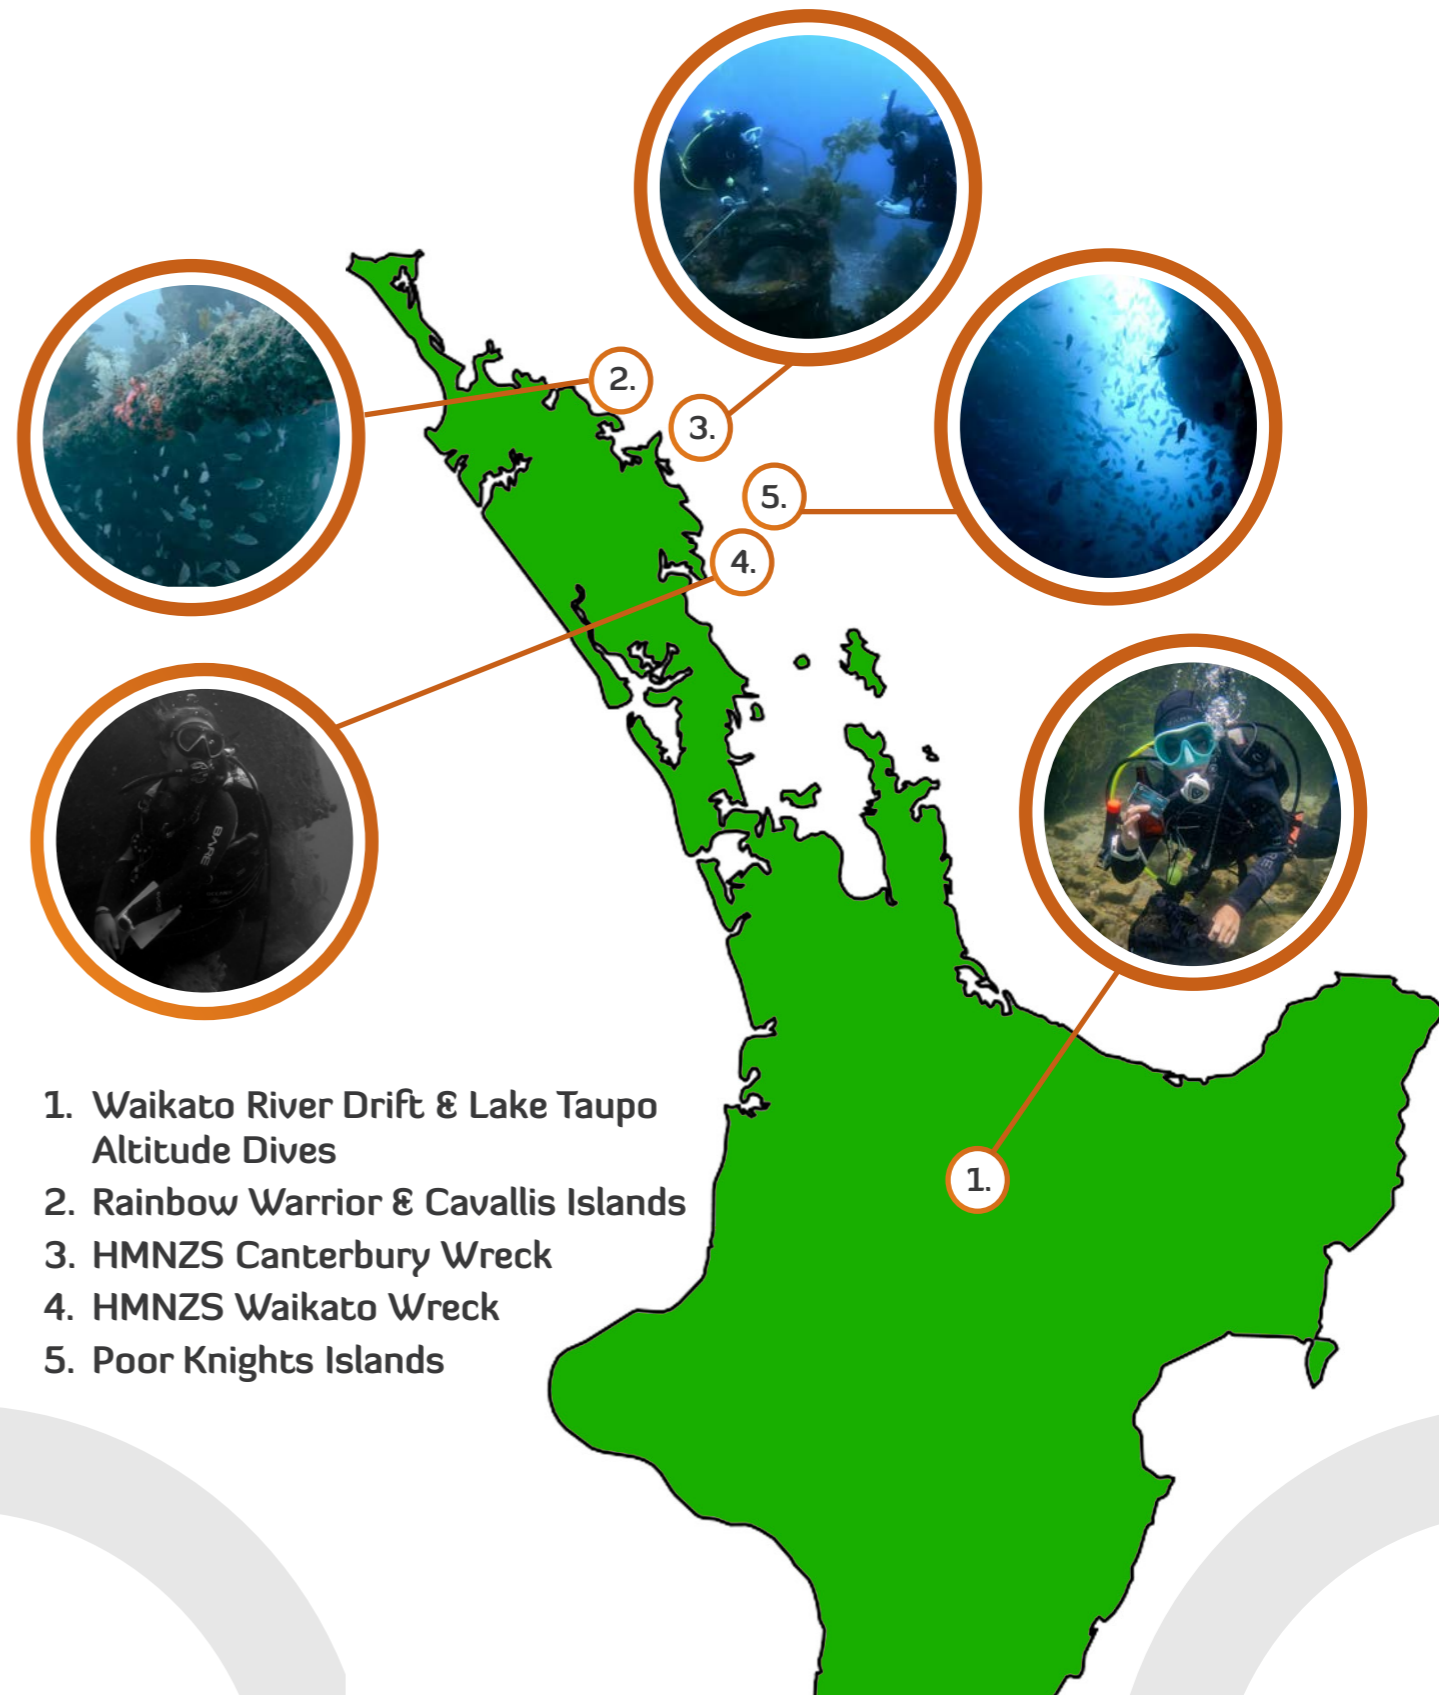 2.
3.
5.
4.
BARE
1.
1. Waikato River Drift & Lake Taupo
Altitude Dives
2. Rainbow Warrior & Cavallis Islands
3. HMNZS Canterbury Wreck
4. HMNZS Waikato Wreck
5. Poor Knights Islands